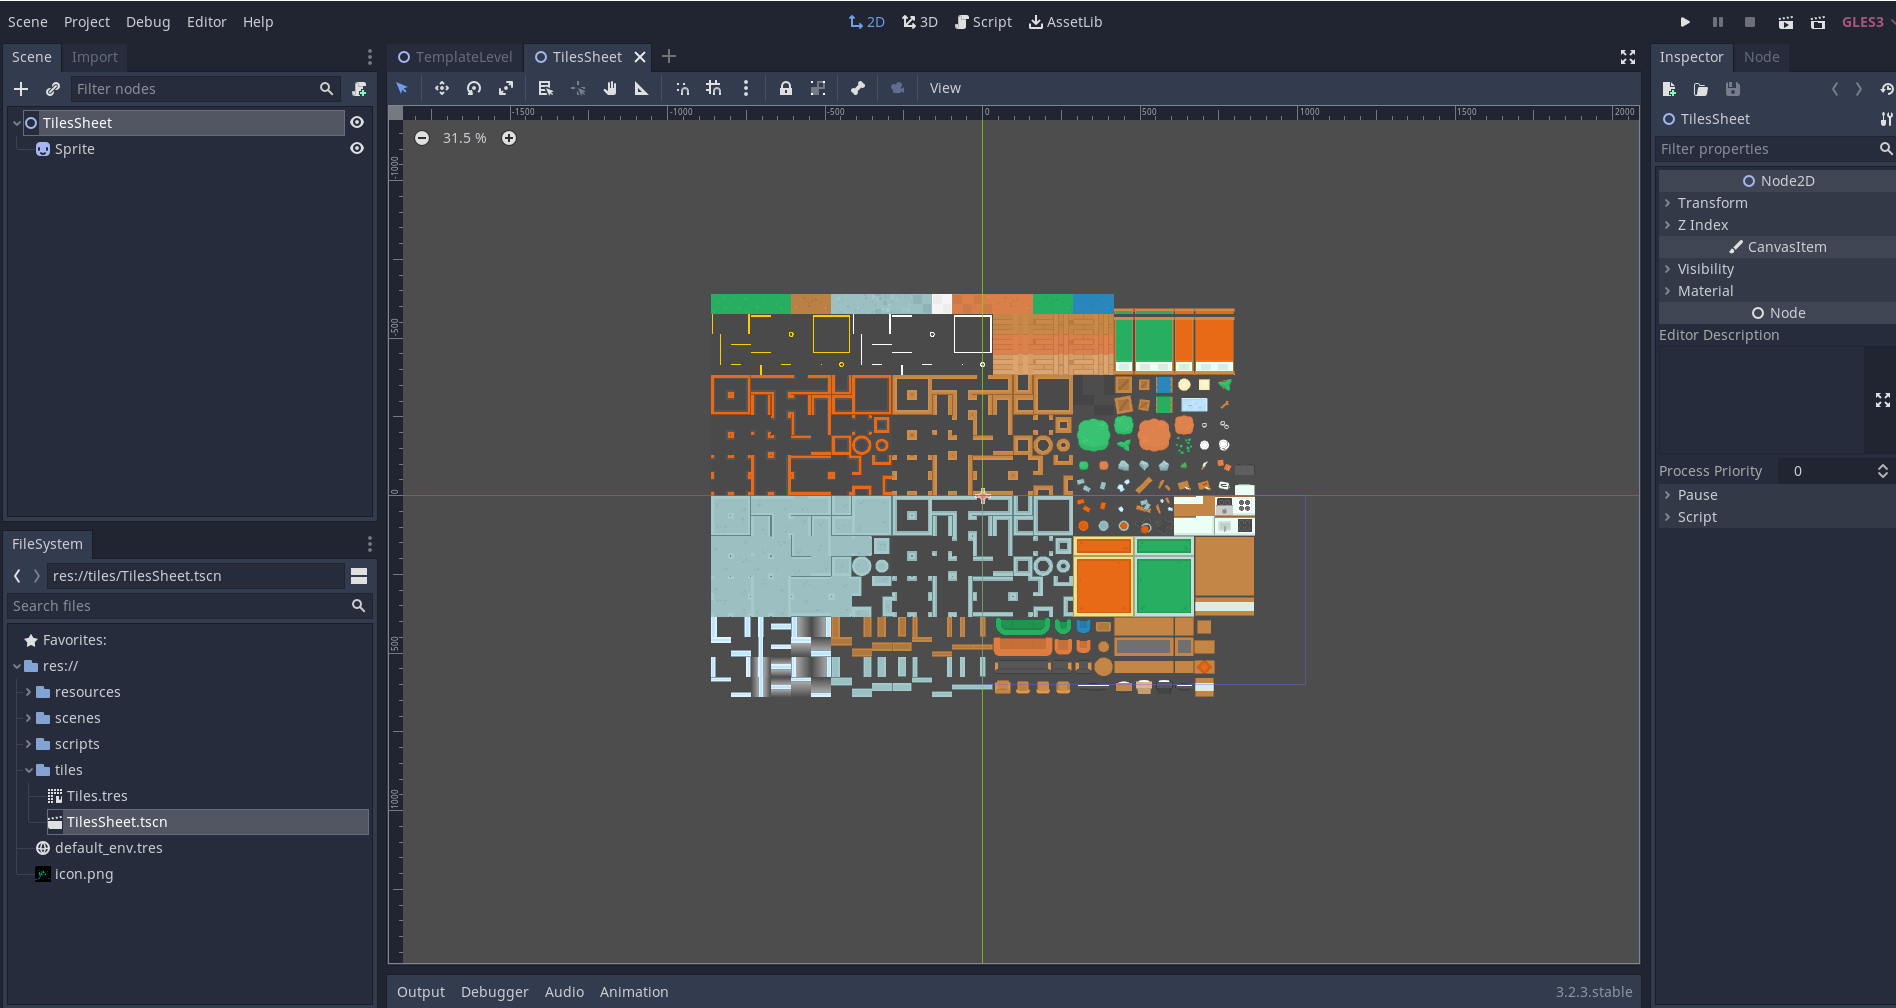 Scene Project Debug Editor Help
2D 3D Script AssetLib
GLES3
Scene Import
Filter nodes
TilesSheet
Sprite
FileSystem
res://tiles/TilesSheet.tscn
Search files
Favorites:
res://
resources
scenes
scripts
tiles
Tiles.tres
TilesSheet.tscn
default_env.tres
icon.png
TemplateLevel TilesSheet
View
-1500 -1000 -500 0 500 1000 1500 2000
31.5 %
-1000
-500
0
500
1000
Output Debugger Audio Animation
3.2.3.stable
Inspector Node
TilesSheet
Filter properties
Node2D
Transform
Z Index
CanvasItem
Visibility
Material
Node
Editor Description
Process Priority 0
Pause
Script